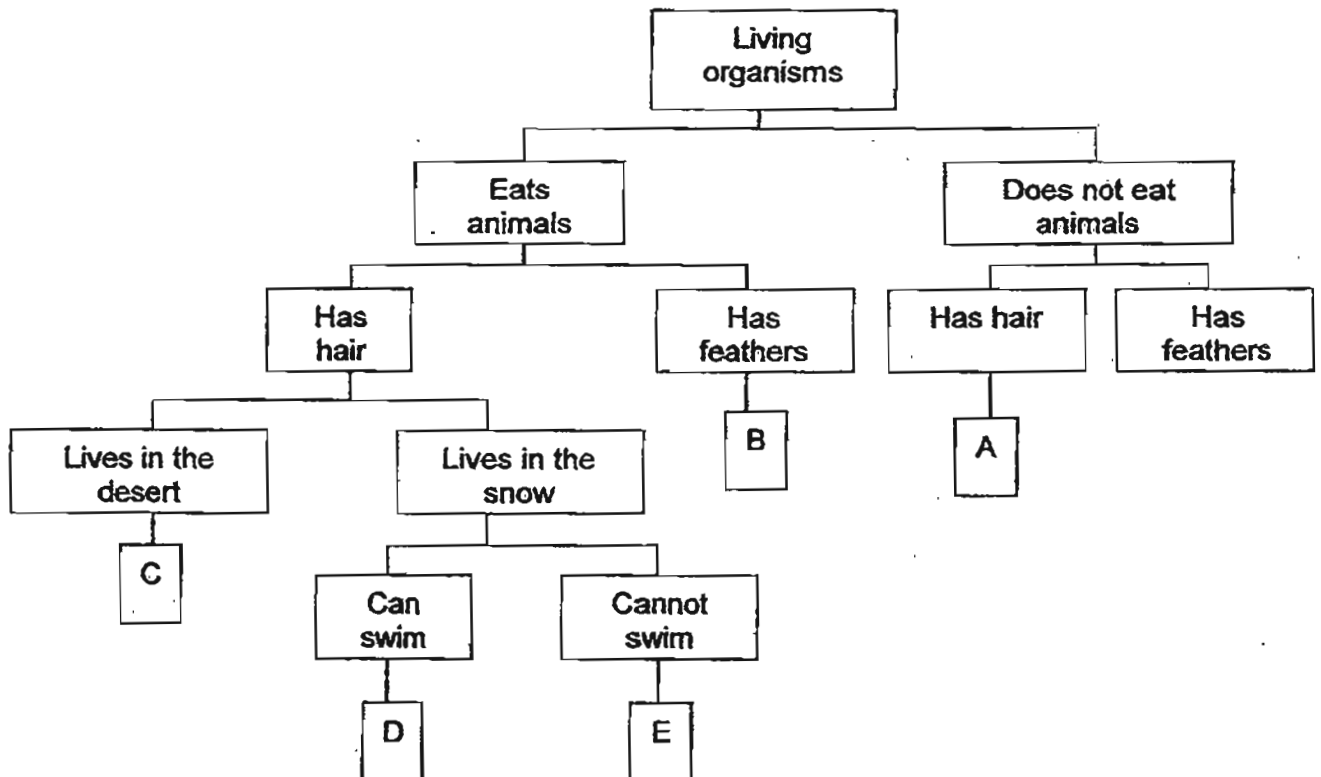 Living
organisms
Eats
animals
Does not eat
animals
Has
hair
Has
feathers
Has hair
Has
feathers
Lives in the
desert
Lives in the
snow
B
A
C
Can
swim
Cannot
swim
D
E